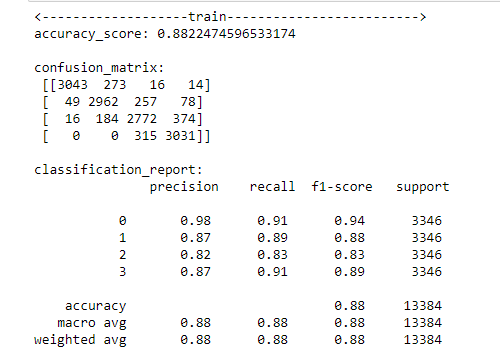 <-------------------train------------------------->
accuracy_score: 0.8822474596533174
confusion_matrix:
[[3043 273 16 14]
[ 49 2962 257 78]
[ 16 184 2772 374]
[ 0 0 315 3031]]
classification_report:
precision recall f1-score support
0 0.98 0.91 0.94 3346
1 0.87 0.89 0.88 3346
2 0.82 0.83 0.83 3346
3 0.87 0.91 0.89 3346
accuracy 0.88 13384
macro avg 0.88 0.88 0.88 13384
weighted avg 0.88 0.88 0.88 13384